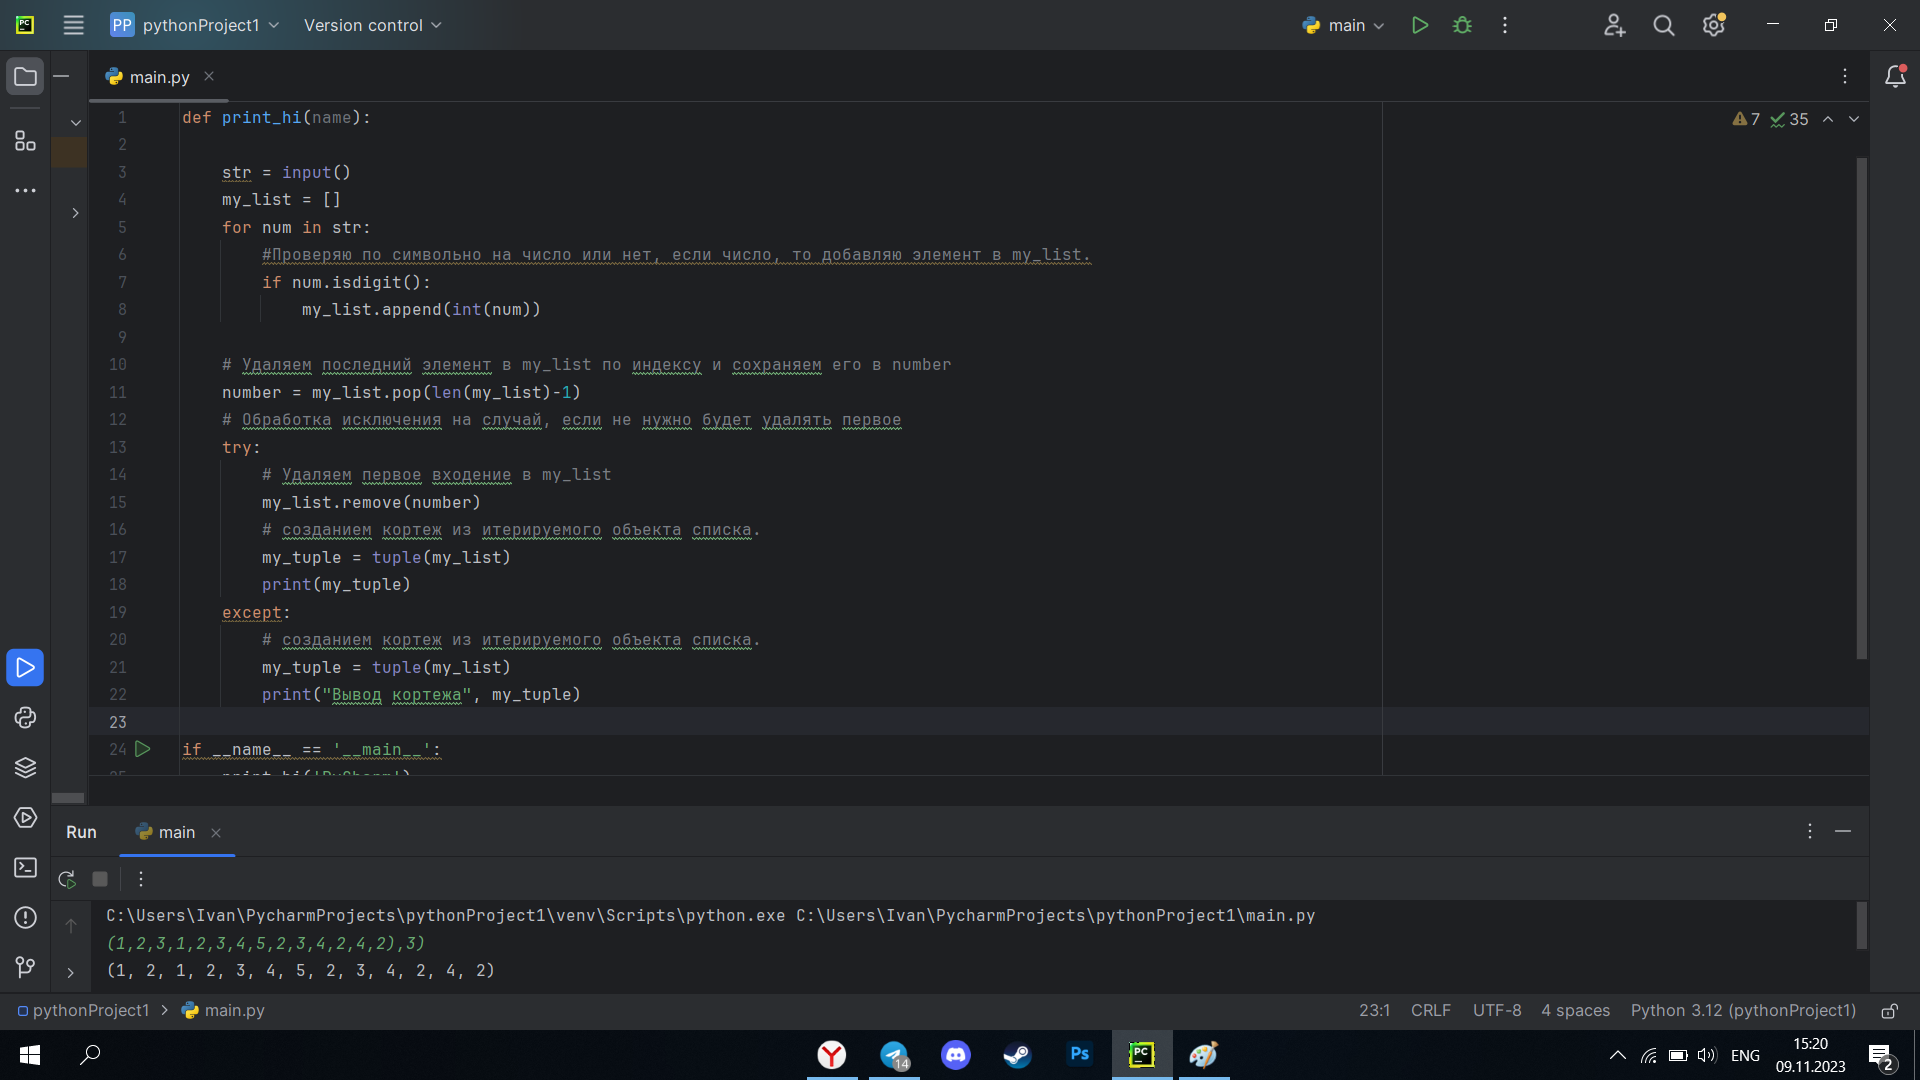 PC
PP pythonProject1 Version control main
main.py
7 35
1 def print_hi(name):
2
3 str = input()
4 my_list = []
5 for num in str:
6 #Проверяю по символьно на число или нет, если число, то добавляю элемент в my_list.
7 if num.isdigit():
8 my_list.append(int(num))
9
10 # Удаляем последний элемент в my_list по индексу и сохраняем его в number
11 number = my_list.pop(len(my_list)-1)
12 # Обработка исключения на случай, если не нужно будет удалять первое
13 try:
14 # Удаляем первое входение в my_list
15 my_list.remove(number)
16 # созданием кортеж из итерируемого объекта списка.
17 my_tuple = tuple(my_list)
18 print(my_tuple)
19 except:
20 # созданием кортеж из итерируемого объекта списка.
21 my_tuple = tuple(my_list)
22 print("Вывод кортежа", my_tuple)
23
24 if __name__ == '__main__':
25 print_hi('PyCharm')
Run main
C:\Users\Ivan\PycharmProjects\pythonProject1\venv\Scripts\python.exe C:\Users\Ivan\PycharmProjects\pythonProject1\main.py
(1,2,3,1,2,3,4,5,2,3,4,2,4,2),3)
(1, 2, 1, 2, 3, 4, 5, 2, 3, 4, 2, 4, 2)
pythonProject1 > main.py 23:1 CRLF UTF-8 4 spaces Python 3.12 (pythonProject1)
Y 14 Ps PC ENG 15:20
09.11.2023 2